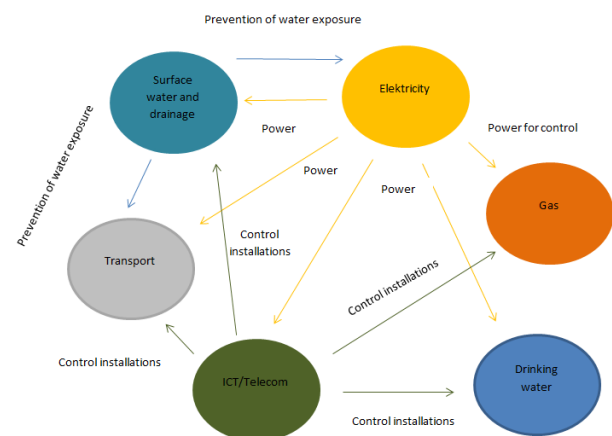 Prevention of water exposure
Surface
water and
drainage
Elektricity
Power
Power for control
Prevention of water exposure
Power
Power
Gas
Transport
Control
installations
Control installations
Control installations
ICT/Telecom
Drinking
water
Control installations